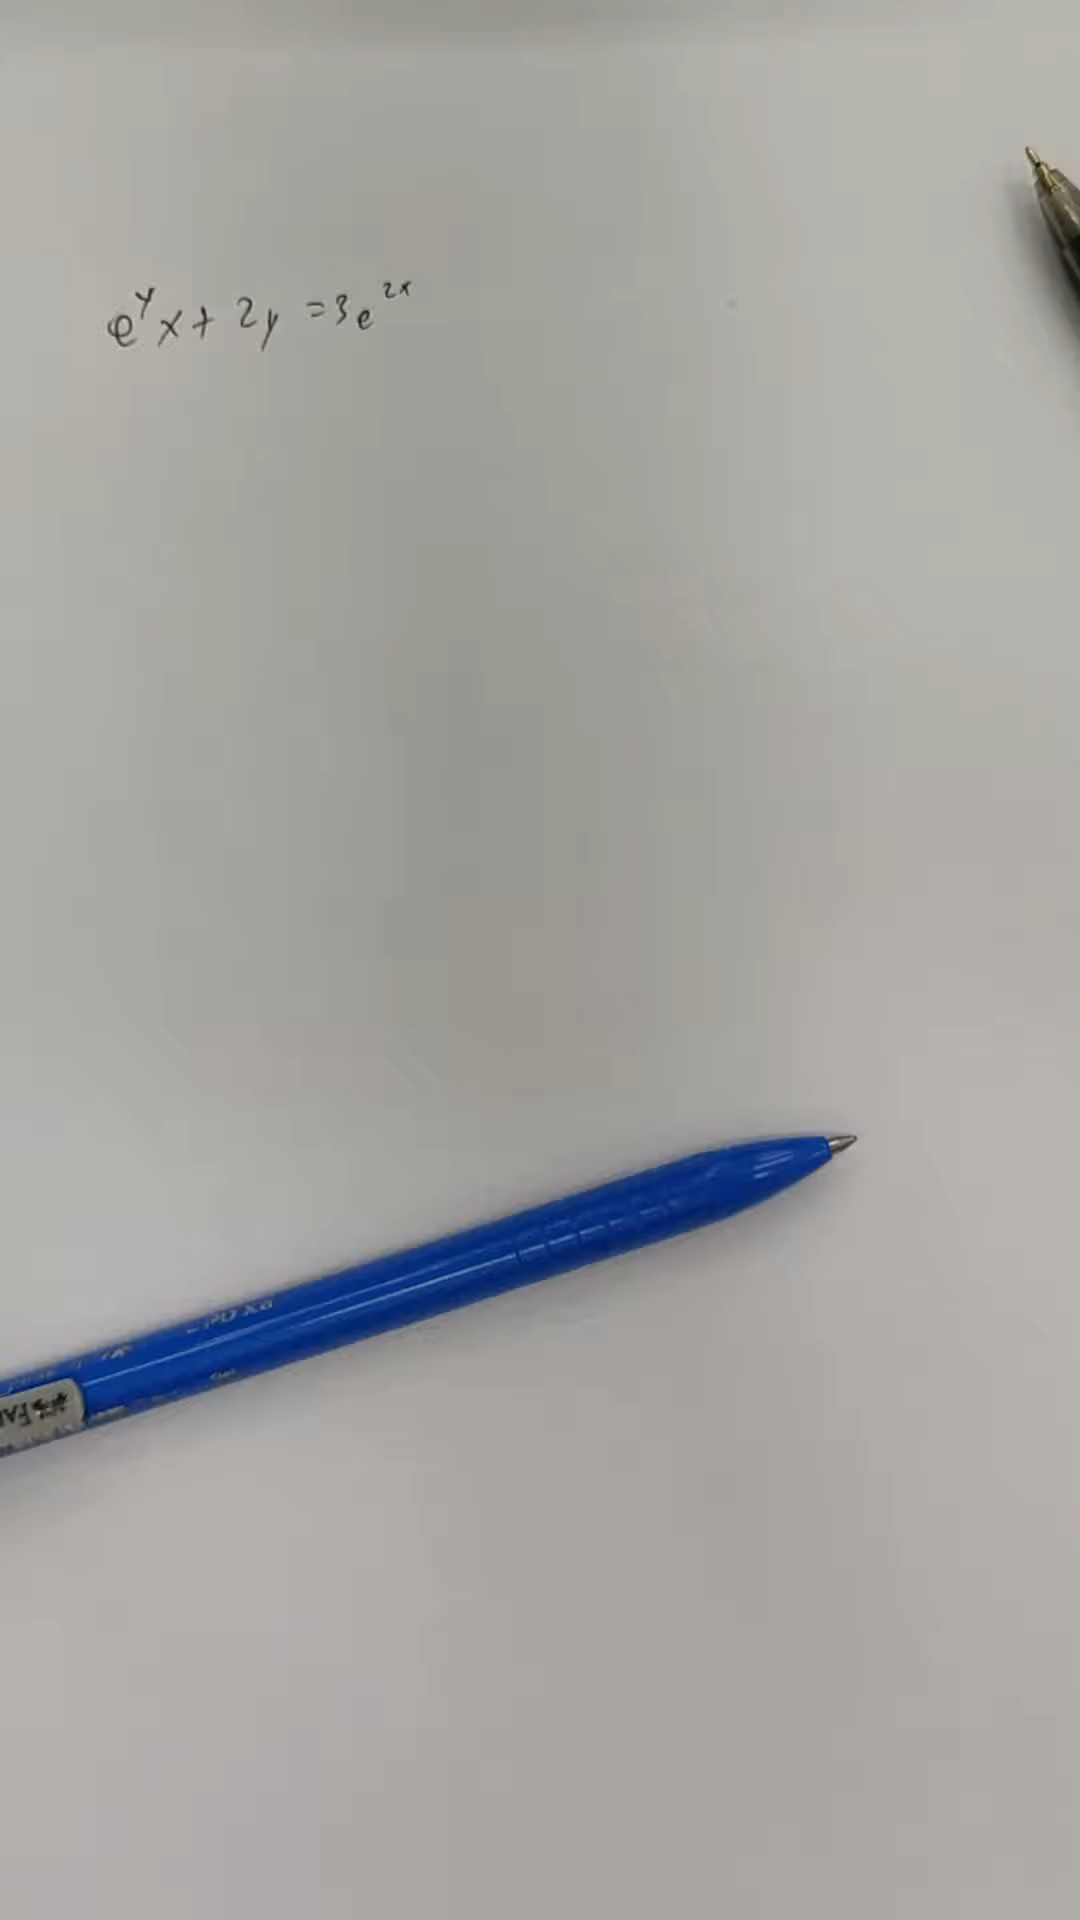 e^y x + 2y = 3e^{2x}